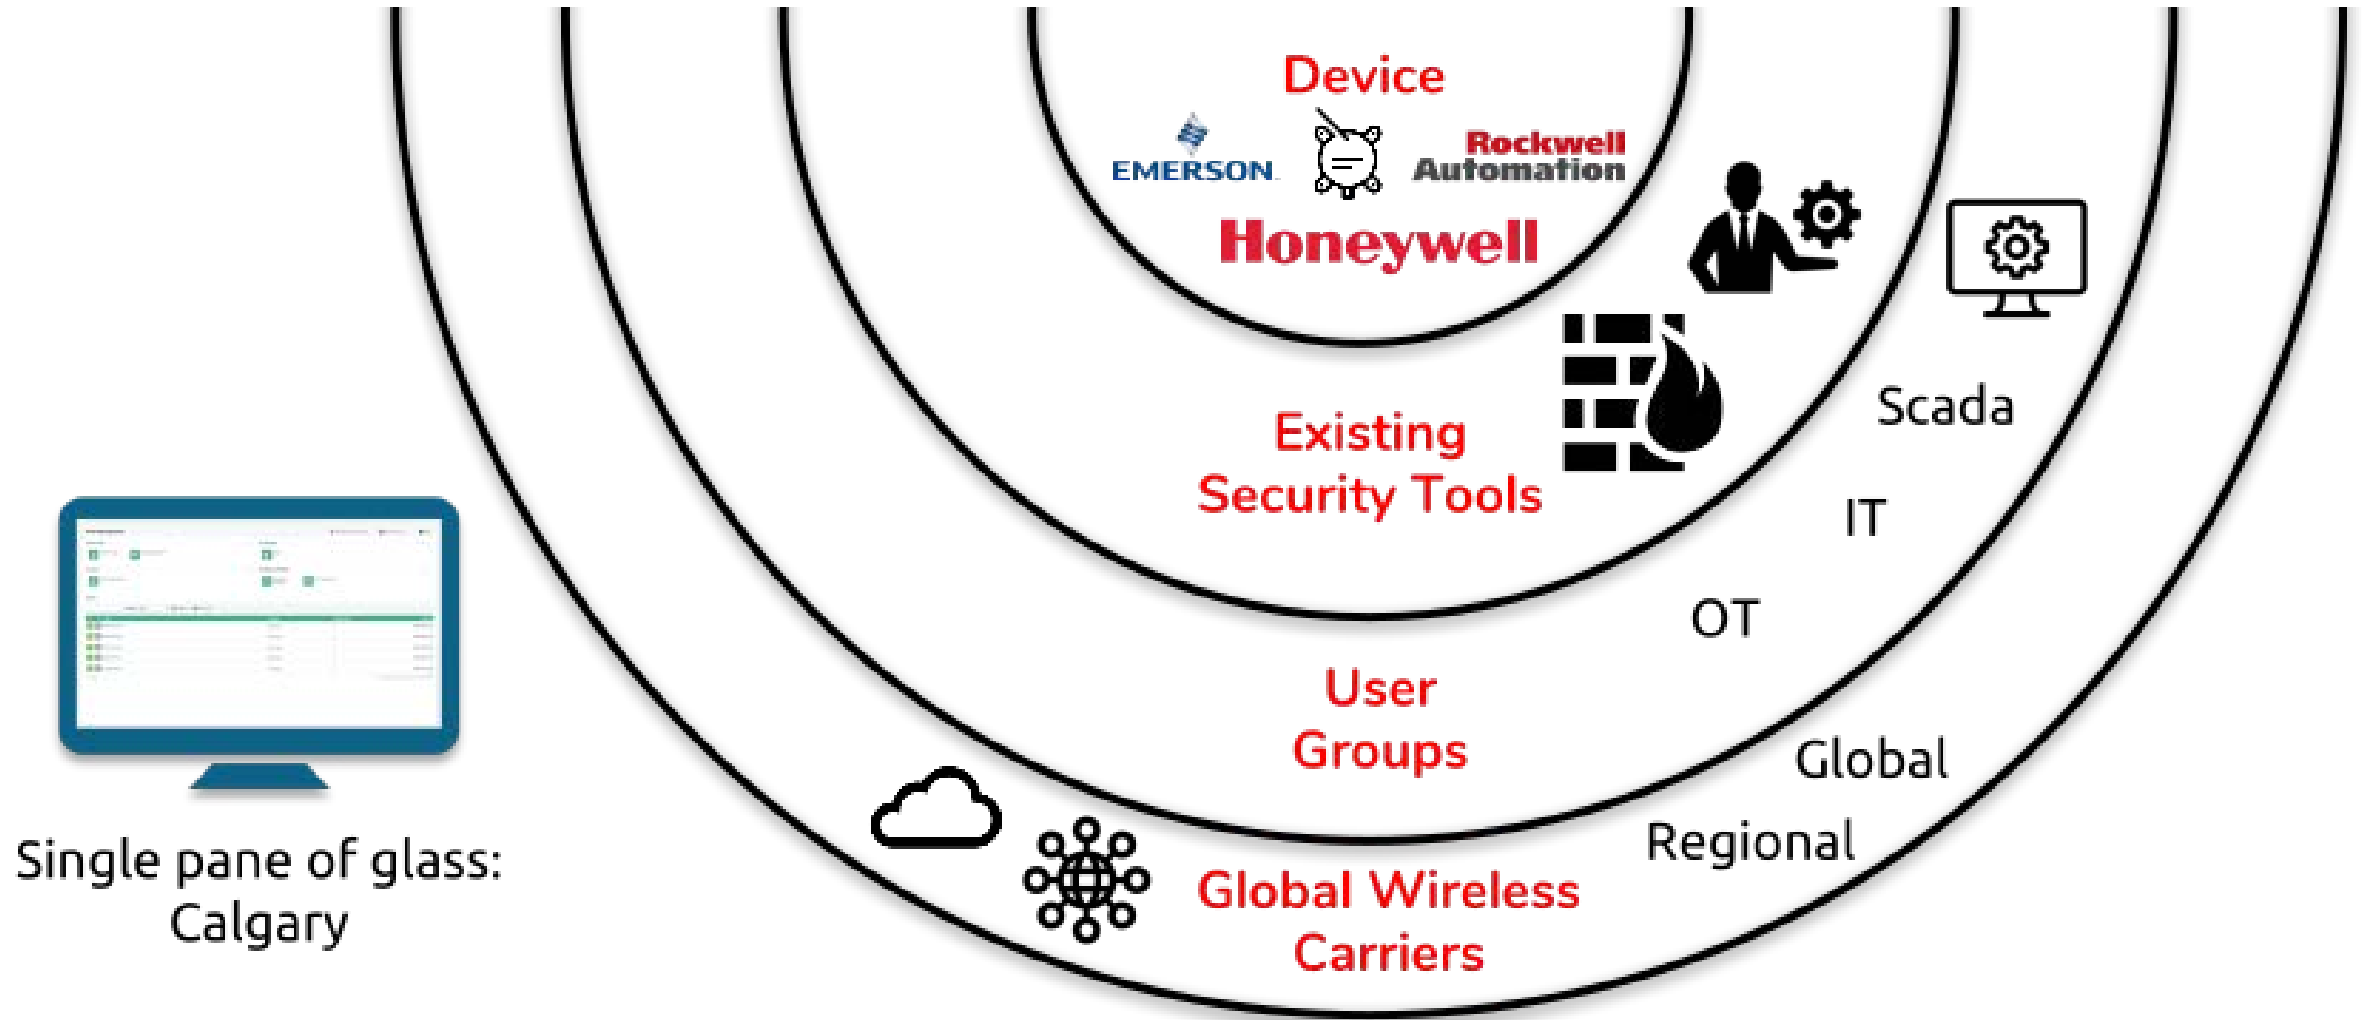 Device
EMERSON
Rockwell
Automation
Honeywell
Existing
Security Tools
Scada
IT
OT
User
Groups
Global
Regional
Global Wireless
Carriers
Single pane of glass:
Calgary